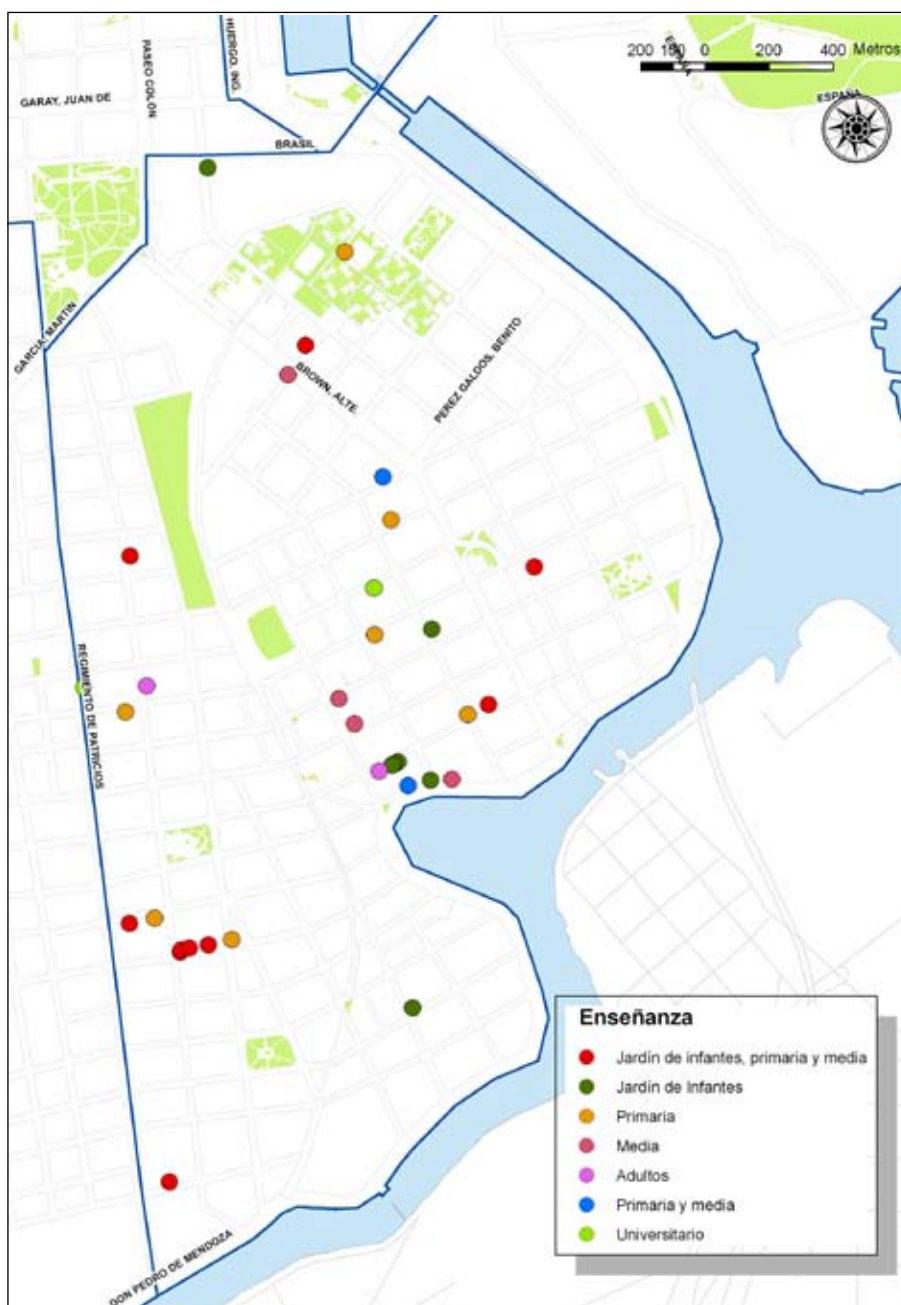 HUERGO, ING.
PASEO COLÓN
200 100 0 200 400 Metros
ESPAÑA
ESPAÑA
GARAY, JUAN DE
BRASIL
GARCIA, MARTIN
BROWN, ALTE.
PEREZ GALDOS, BENITO
REGIMIENTO DE PATRICIOS
DON PEDRO DE MENDOZA
Enseñanza
Jardín de infantes, primaria y media
Jardín de Infantes
Primaria
Media
Adultos
Primaria y media
Universitario